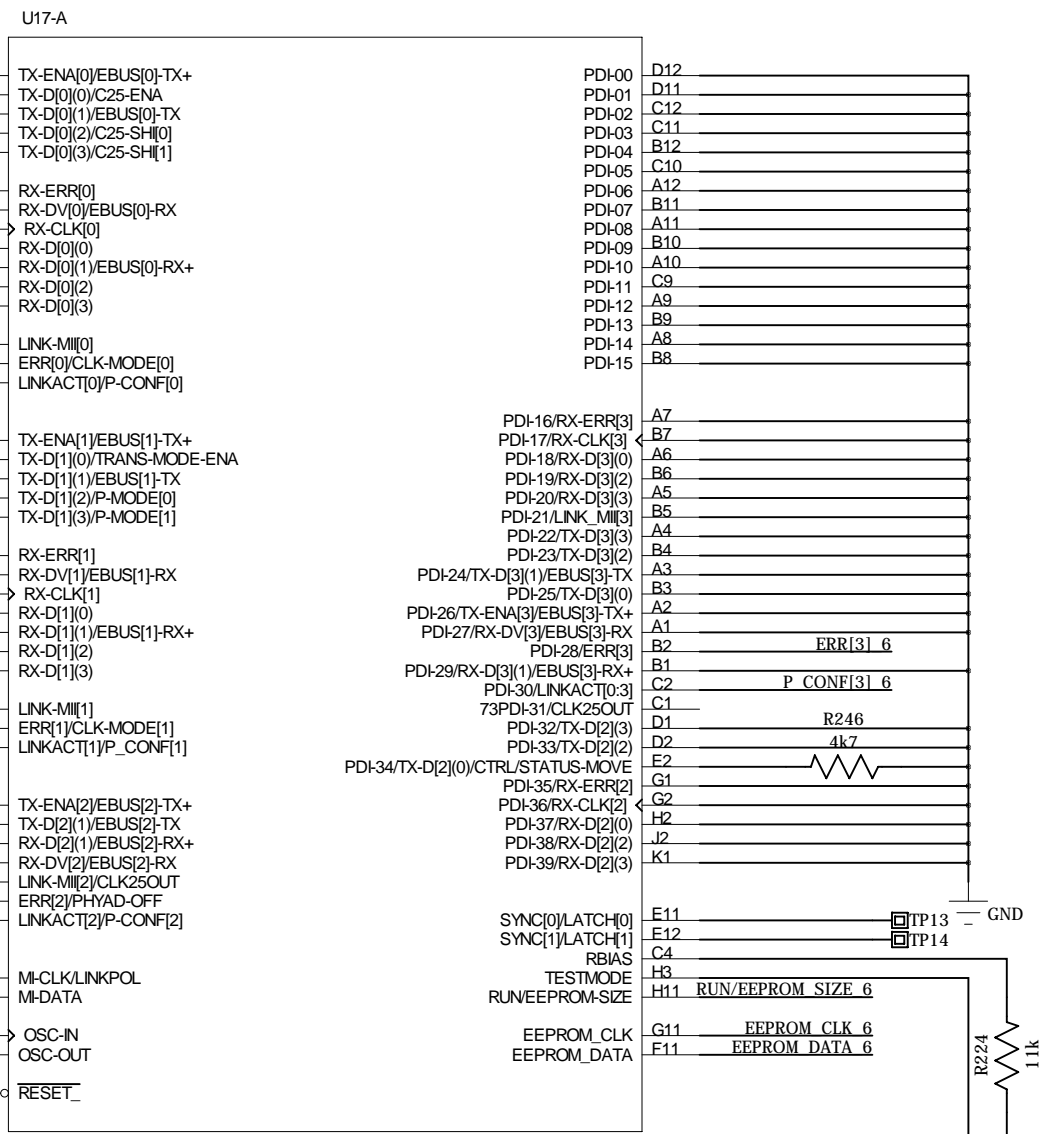 U17-A
TX-ENA[0]/EBUS[0]-TX+ PDI-00 D12
TX-D[0](0)/C25-ENA PDI-01 D11
TX-D[0](1)/EBUS[0]-TX PDI-02 C12
TX-D[0](2)/C25-SHI[0] PDI-03 C11
TX-D[0](3)/C25-SHI[1] PDI-04 B12
PDI-05 C10
RX-ERR[0] PDI-06 A12
RX-DV[0]/EBUS[0]-RX PDI-07 B11
RX-CLK[0] PDI-08 A11
RX-D[0](0) PDI-09 B10
RX-D[0](1)/EBUS[0]-RX+ PDI-10 A10
RX-D[0](2) PDI-11 C9
RX-D[0](3) PDI-12 A9
PDI-13 B9
LINK-MII[0] PDI-14 A8
ERR[0]/CLK-MODE[0] PDI-15 B8
LINKACT[0]/P-CONF[0]
PDI-16/RX-ERR[3] A7
TX-ENA[1]/EBUS[1]-TX+ PDI-17/RX-CLK[3] B7
TX-D[1](0)/TRANS-MODE-ENA PDI-18/RX-D[3](0) A6
TX-D[1](1)/EBUS[1]-TX PDI-19/RX-D[3](2) B6
TX-D[1](2)/P-MODE[0] PDI-20/RX-D[3](3) A5
TX-D[1](3)/P-MODE[1] PDI-21/LINK_MII[3] B5
PDI-22/TX-D[3](3) A4
RX-ERR[1] PDI-23/TX-D[3](2) B4
RX-DV[1]/EBUS[1]-RX PDI-24/TX-D[3](1)/EBUS[3]-TX A3
RX-CLK[1] PDI-25/TX-D[3](0) B3
RX-D[1](0) PDI-26/TX-ENA[3]/EBUS[3]-TX+ A2
RX-D[1](1)/EBUS[1]-RX+ PDI-27/RX-DV[3]/EBUS[3]-RX A1
RX-D[1](2) PDI-28/ERR[3] B2 ERR[3]_6
RX-D[1](3) PDI-29/RX-D[3](1)/EBUS[3]-RX+ B1
PDI-30/LINKACT[0:3] C2 P_CONF[3]_6
LINK-MII[1] 73PDI-31/CLK25OUT C1
ERR[1]/CLK-MODE[1] PDI-32/TX-D[2](3) D1 R246
LINKACT[1]/P_CONF[1] PDI-33/TX-D[2](2) D2 4k7
PDI-34/TX-D[2](0)/CTRL/STATUS-MOVE E2
PDI-35/RX-ERR[2] G1
TX-ENA[2]/EBUS[2]-TX+ PDI-36/RX-CLK[2] G2
TX-D[2](1)/EBUS[2]-TX PDI-37/RX-D[2](0) H2
RX-D[2](1)/EBUS[2]-RX+ PDI-38/RX-D[2](2) J2
RX-DV[2]/EBUS[2]-RX PDI-39/RX-D[2](3) K1
LINK-MII[2]/CLK25OUT
ERR[2]/PHYAD-OFF
LINKACT[2]/P-CONF[2] SYNC[0]/LATCH[0] E11 TP13 GND
SYNC[1]/LATCH[1] E12 TP14
RBIAS C4
MI-CLK/LINKPOL TESTMODE H3
MI-DATA RUN/EEPROM-SIZE H11 RUN/EEPROM_SIZE_6
OSC-IN EEPROM_CLK G11 EEPROM_CLK_6
OSC-OUT EEPROM_DATA F11 EEPROM_DATA_6
R224 11k
RESET_